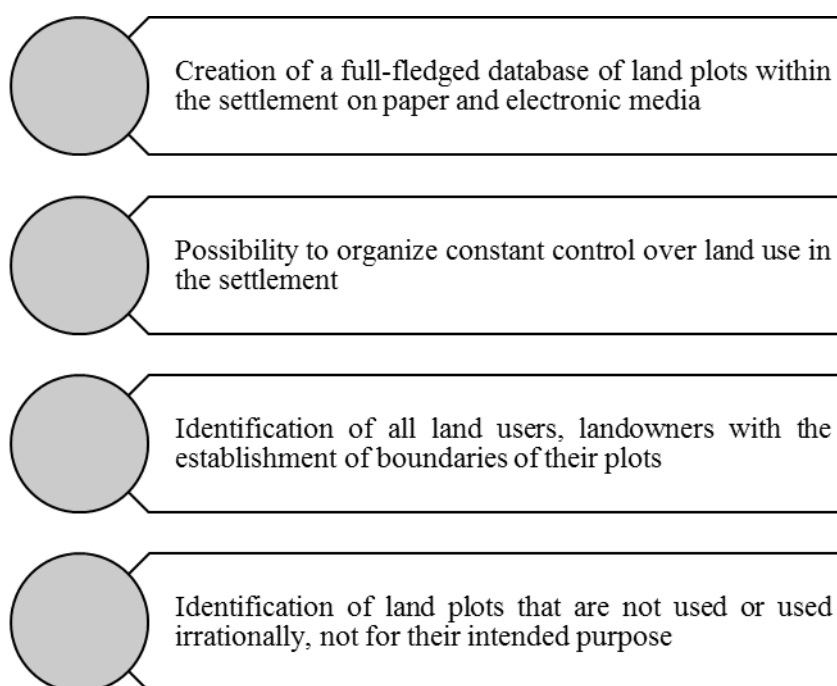 Creation of a full-fledged database of land plots within
the settlement on paper and electronic media
Possibility to organize constant control over land use in
the settlement
Identification of all land users, landowners with the
establishment of boundaries of their plots
Identification of land plots that are not used or used
irrationally, not for their intended purpose